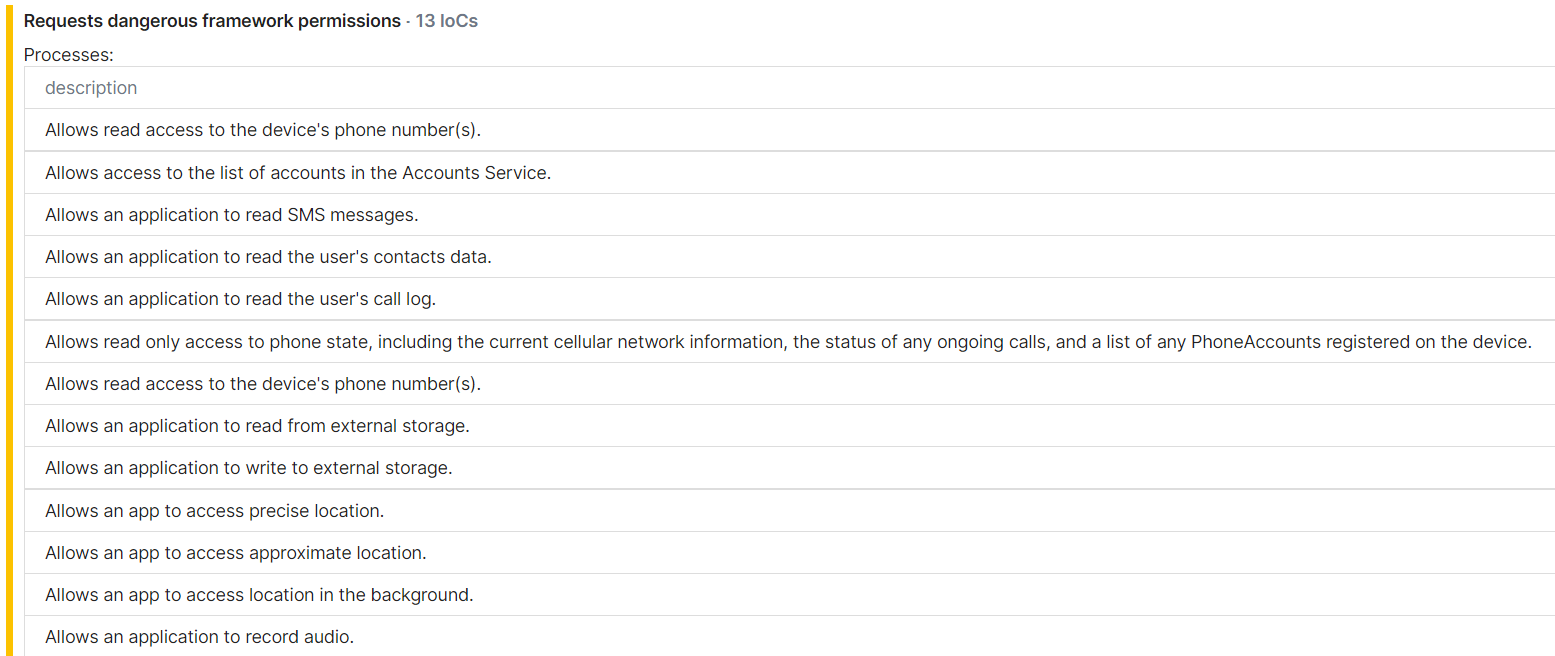 Requests dangerous framework permissions · 13 IoCs
Processes:
description
Allows read access to the device's phone number(s).
Allows access to the list of accounts in the Accounts Service.
Allows an application to read SMS messages.
Allows an application to read the user's contacts data.
Allows an application to read the user's call log.
Allows read only access to phone state, including the current cellular network information, the status of any ongoing calls, and a list of any PhoneAccounts registered on the device.
Allows read access to the device's phone number(s).
Allows an application to read from external storage.
Allows an application to write to external storage.
Allows an app to access precise location.
Allows an app to access approximate location.
Allows an app to access location in the background.
Allows an application to record audio.